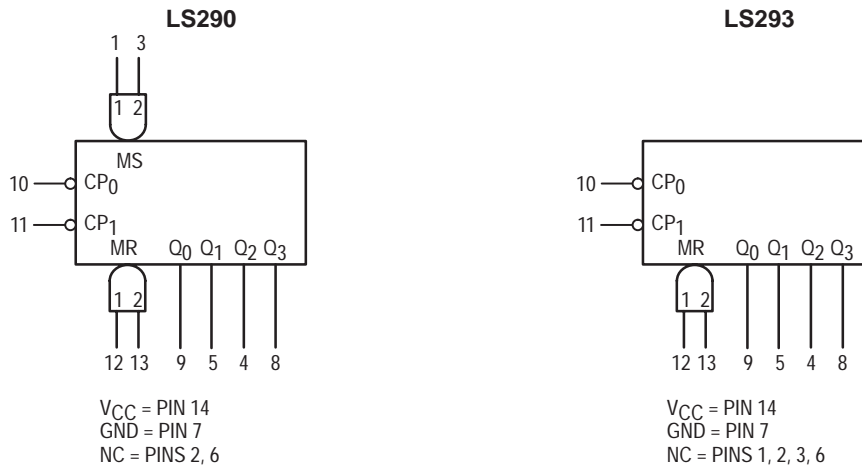 LS290
LS293
1 3
1 2
MS
10 CP0
11 CP1
MR Q0 Q1 Q2 Q3
1 2
12 13 9 5 4 8
VCC = PIN 14
GND = PIN 7
NC = PINS 2, 6
10 CP0
11 CP1
MR Q0 Q1 Q2 Q3
1 2
12 13 9 5 4 8
VCC = PIN 14
GND = PIN 7
NC = PINS 1, 2, 3, 6